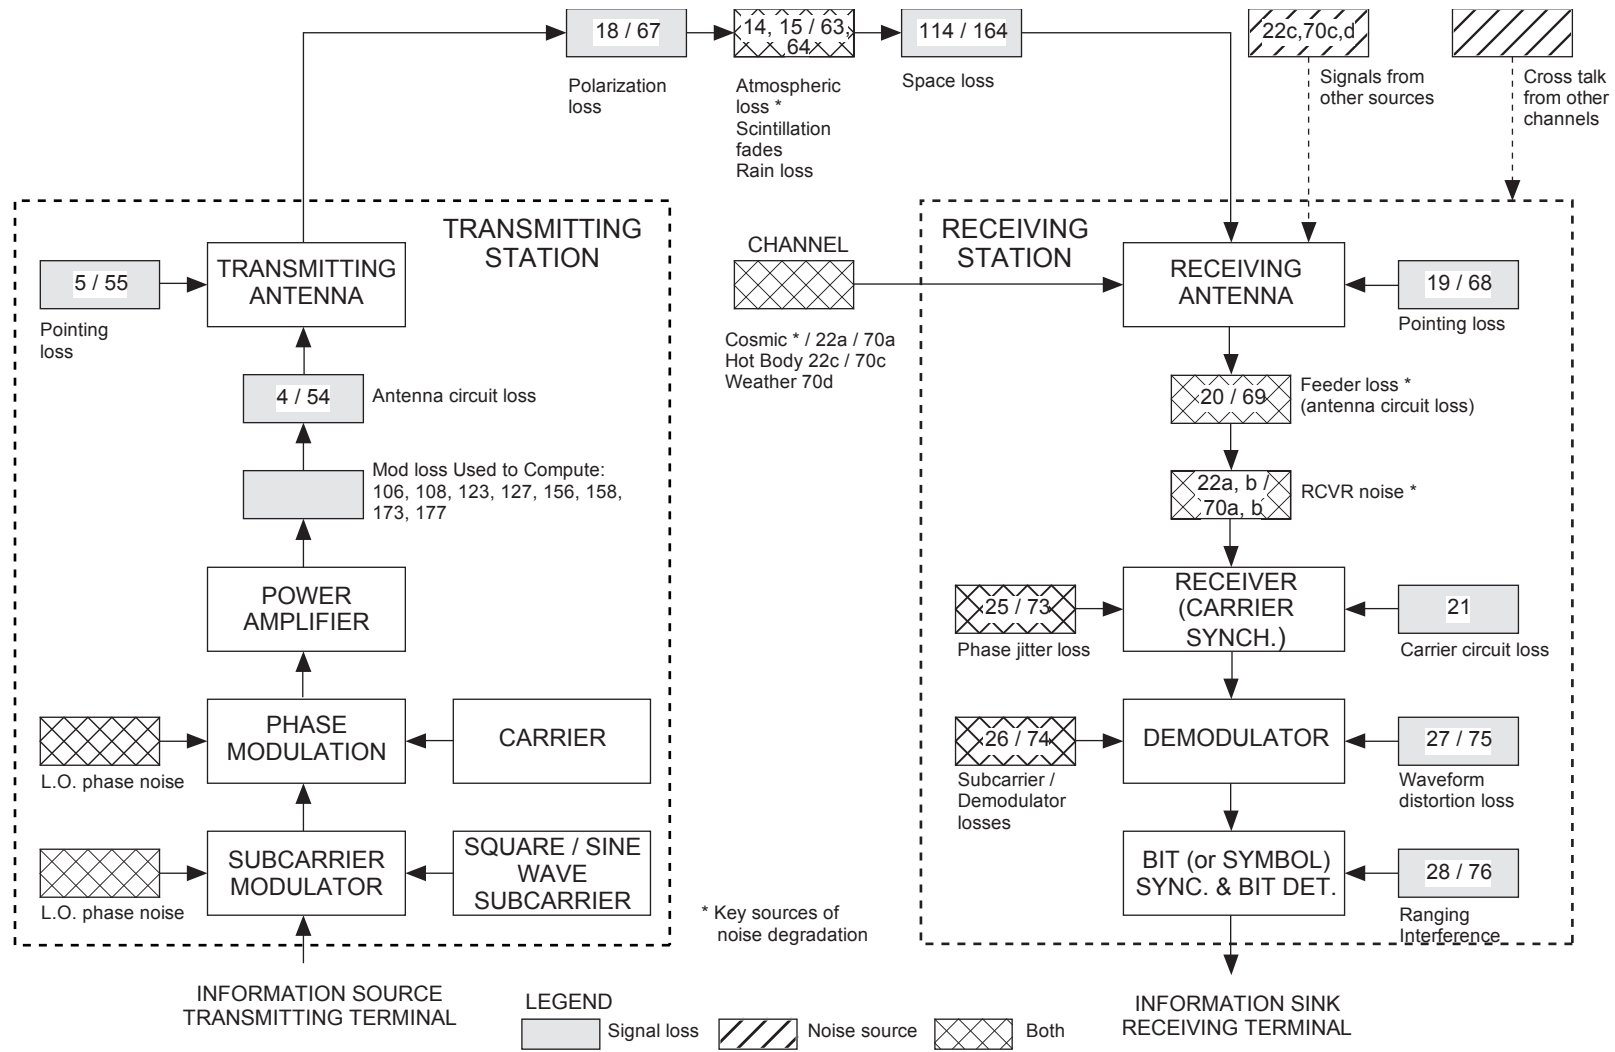 18 / 67
14, 15 / 63,
64
114 / 164
22c,70c,d
Polarization
loss
Atmospheric
loss *
Scintillation
fades
Rain loss
Space loss
Signals from
other sources
Cross talk
from other
channels
TRANSMITTING
STATION
TRANSMITTING
ANTENNA
5 / 55
Pointing
loss
4 / 54
Antenna circuit loss
Mod loss Used to Compute:
106, 108, 123, 127, 156, 158,
173, 177
POWER
AMPLIFIER
PHASE
MODULATION
CARRIER
L.O. phase noise
SUBCARRIER
MODULATOR
SQUARE / SINE
WAVE
SUBCARRIER
L.O. phase noise
INFORMATION SOURCE
TRANSMITTING TERMINAL
CHANNEL
Cosmic * / 22a / 70a
Hot Body 22c / 70c
Weather 70d
RECEIVING
STATION
RECEIVING
ANTENNA
19 / 68
Pointing loss
20 / 69
Feeder loss *
(antenna circuit loss)
22a, b /
70a, b
RCVR noise *
25 / 73
Phase jitter loss
RECEIVER
(CARRIER
SYNCH.)
21
Carrier circuit loss
26 / 74
Subcarrier /
Demodulator
losses
DEMODULATOR
27 / 75
Waveform
distortion loss
BIT (or SYMBOL)
SYNC. & BIT DET.
28 / 76
Ranging
Interference
* Key sources of
noise degradation
INFORMATION SINK
RECEIVING TERMINAL
LEGEND
Signal loss
Noise source
Both